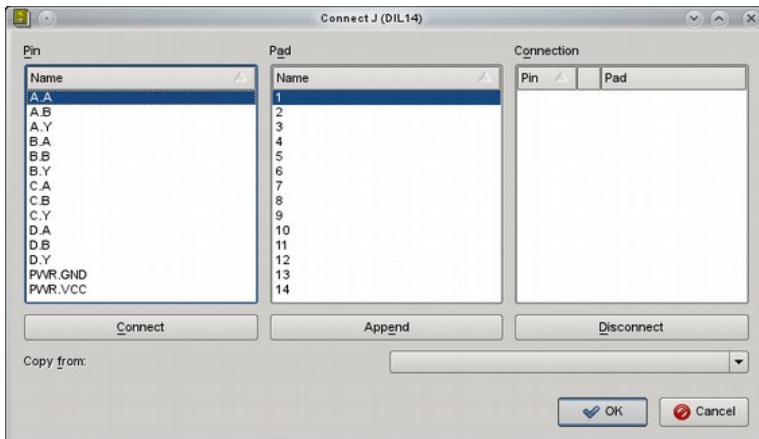 Connect J (DIL14)
Pin
Pad
Connection
Name
Name
Pin
Pad
A.A
A.B
A.Y
B.A
B.B
B.Y
C.A
C.B
C.Y
D.A
D.B
D.Y
PWR.GND
PWR.VCC
1
2
3
4
5
6
7
8
9
10
11
12
13
14
Connect
Append
Disconnect
Copy from:
OK
Cancel